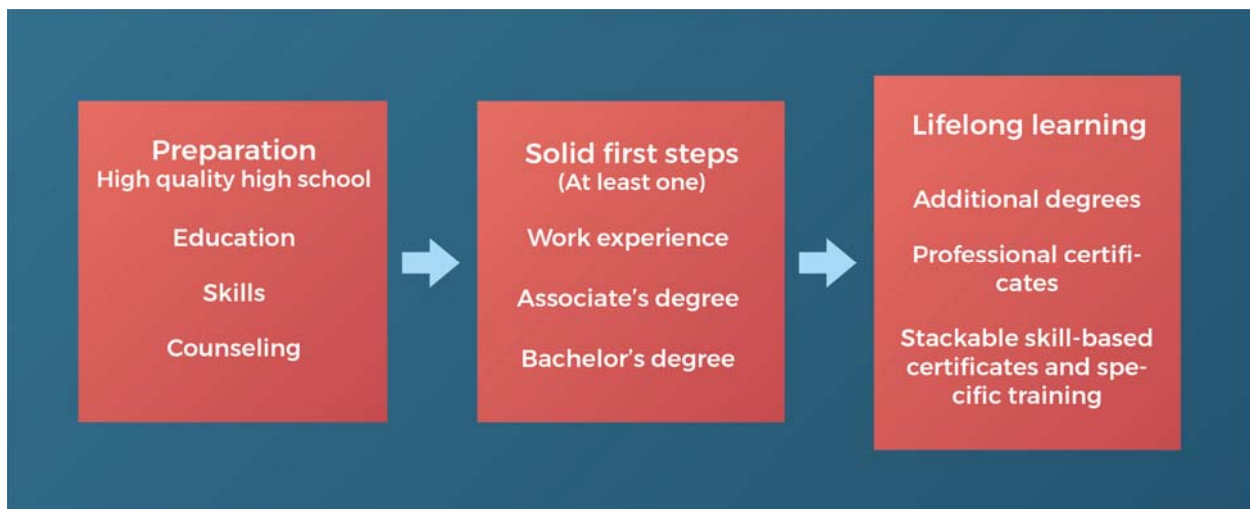 Preparation
High quality high school
Education
Skills
Counseling
Solid first steps
(At least one)
Work experience
Associate’s degree
Bachelor’s degree
Lifelong learning
Additional degrees
Professional certifi-
cates
Stackable skill-based
certificates and spe-
cific training